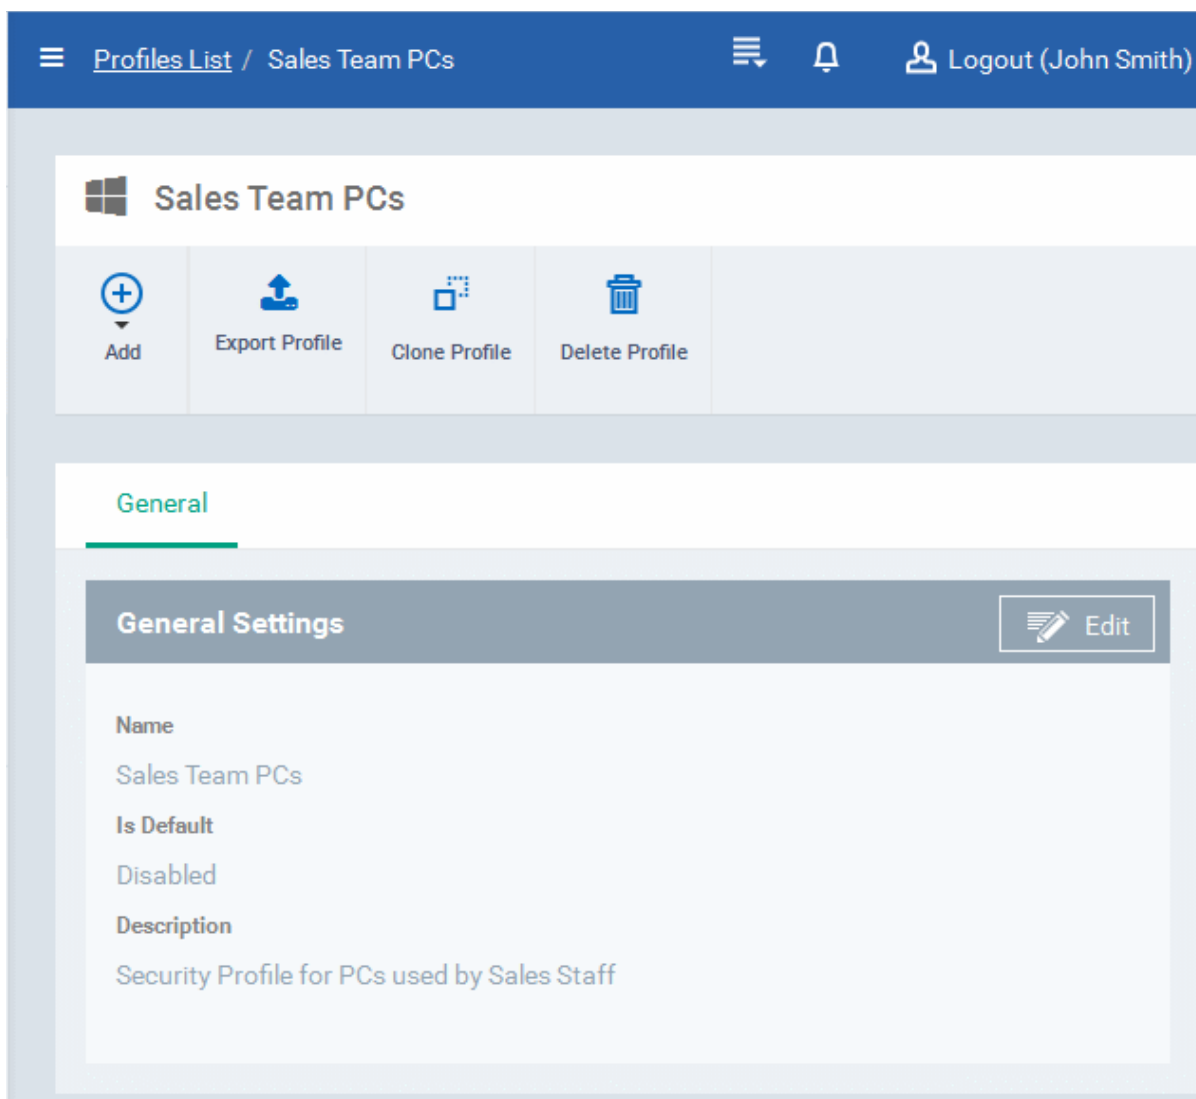 Profiles List / Sales Team PCs Logout (John Smith)
Sales Team PCs
Add Export Profile Clone Profile Delete Profile
General
General Settings Edit
Name
Sales Team PCs
Is Default
Disabled
Description
Security Profile for PCs used by Sales Staff